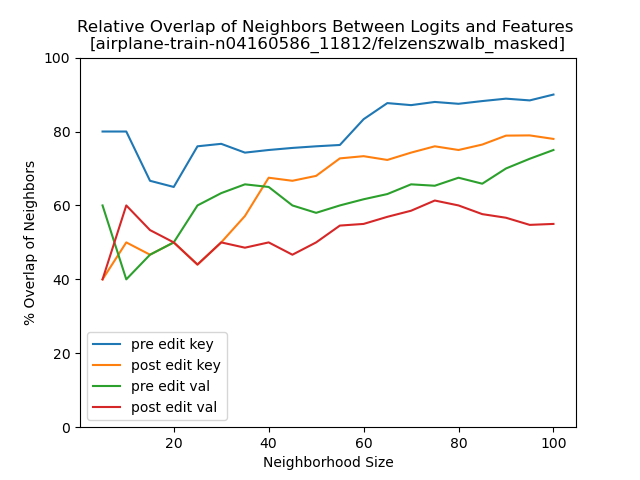 Relative Overlap of Neighbors Between Logits and Features
[airplane-train-n04160586_11812/felzenszwalb_masked]
100
80
60
40
20
0
% Overlap of Neighbors
pre edit key
post edit key
pre edit val
post edit val
20 40 60 80 100
Neighborhood Size